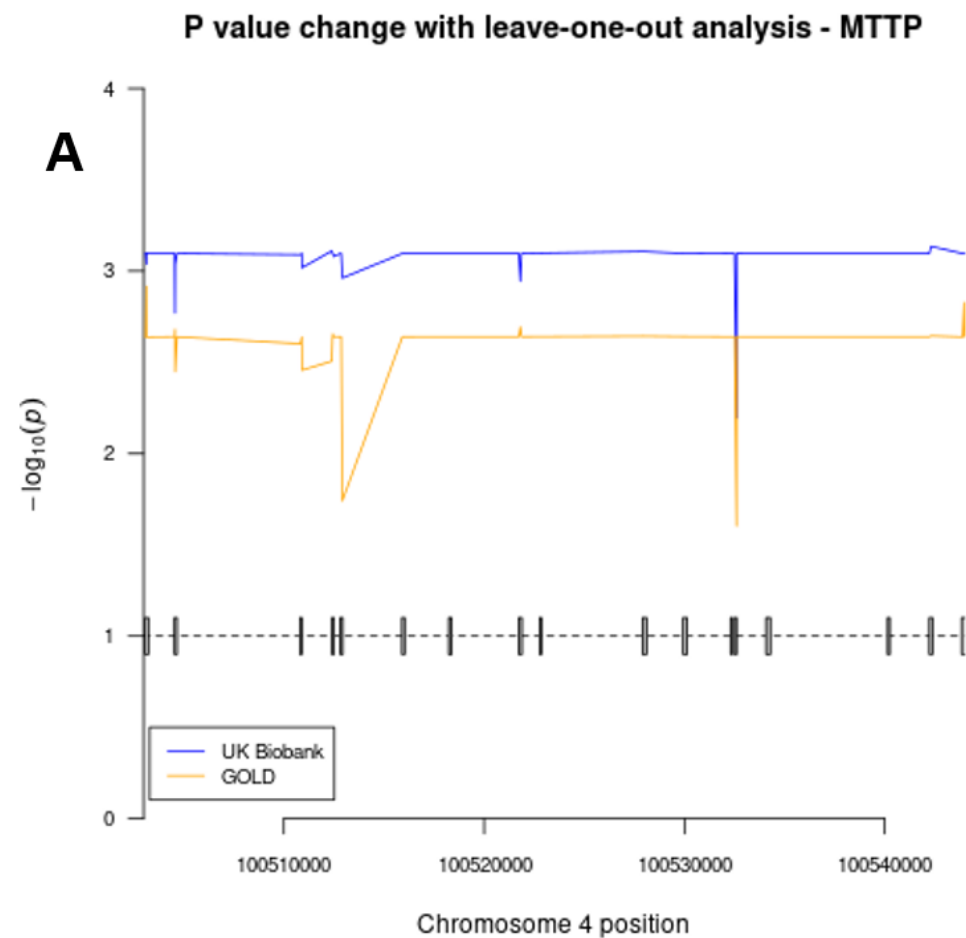 P value change with leave-one-out analysis - MTTP
A
4
3
2
1
0
−log10(p)
UK Biobank
GOLD
100510000
100520000
100530000
100540000
Chromosome 4 position